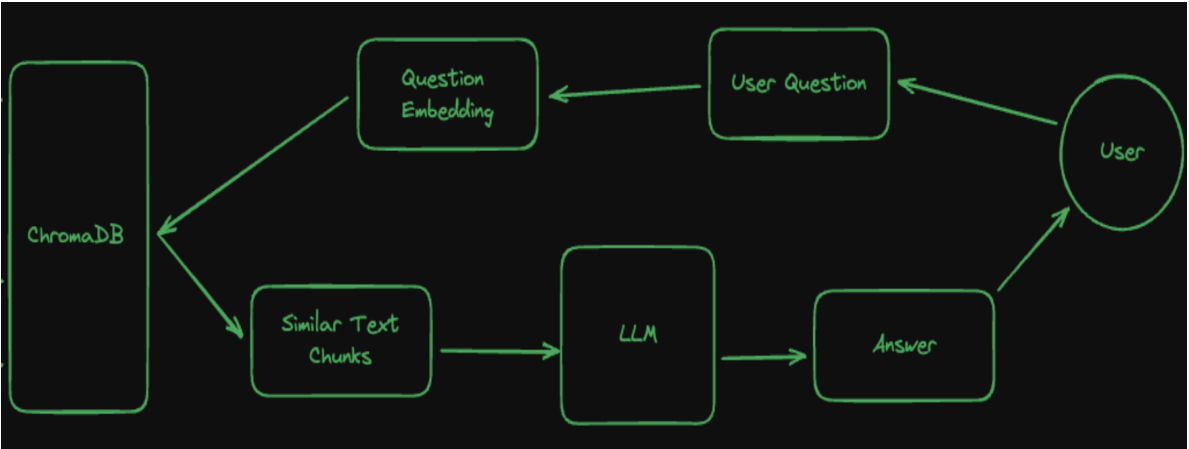 Question
Embedding
User Question
User
ChromaDB
Similar Text
Chunks
LLM
Answer